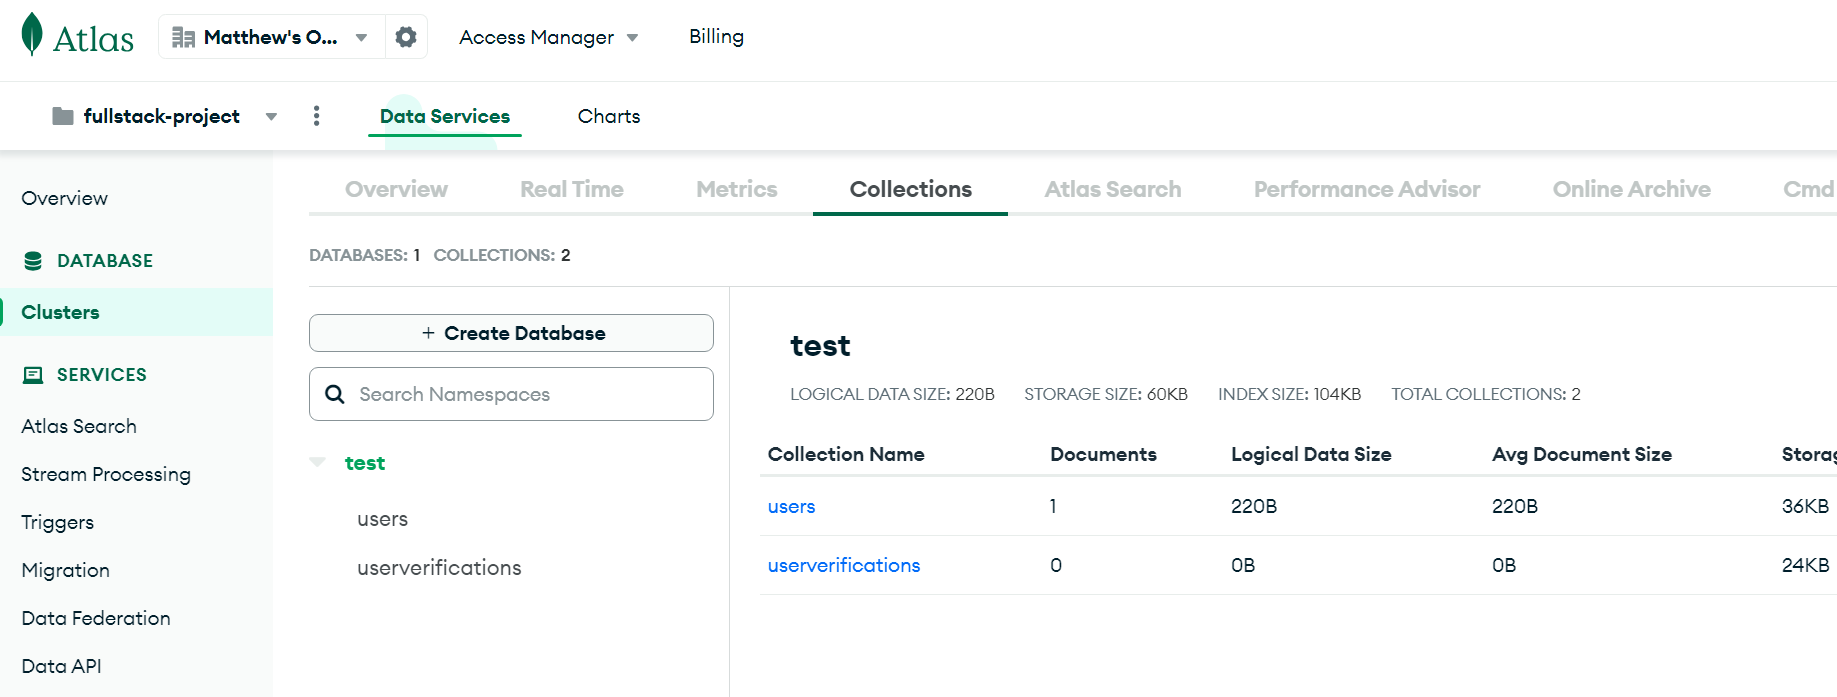 Atlas
Matthew's O...
Access Manager
Billing
fullstack-project
Data Services
Charts
Overview
DATABASE
Clusters
SERVICES
Atlas Search
Stream Processing
Triggers
Migration
Data Federation
Data API
Overview Real Time Metrics Collections Atlas Search Performance Advisor Online Archive Cmd
DATABASES: 1 COLLECTIONS: 2
+ Create Database
Search Namespaces
test
users
userverifications
test
LOGICAL DATA SIZE: 220B STORAGE SIZE: 60KB INDEX SIZE: 104KB TOTAL COLLECTIONS: 2
Collection Name Documents Logical Data Size Avg Document Size Storag
users 1 220B 220B 36KB
userverifications 0 0B 0B 24KB